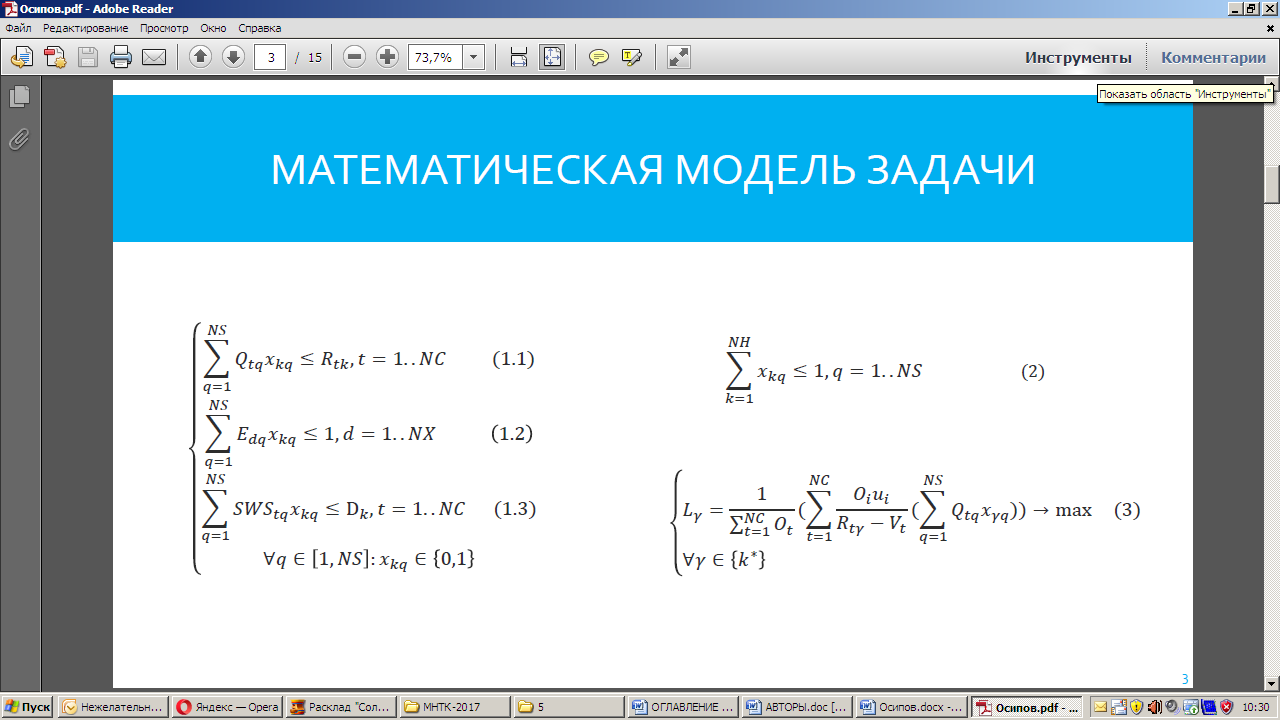 Осипов.pdf - Adobe Reader
Файл Редактирование Просмотр Окно Справка
3 / 15 73,7% Инструменты Комментарии
Показать область "Инструменты"
МАТЕМАТИЧЕСКАЯ МОДЕЛЬ ЗАДАЧИ
∑_{q=1}^{NS} Q_{tq}x_{kq} ≤ R_{tk}, t = 1..NC (1.1)
∑_{q=1}^{NS} E_{dq}x_{kq} ≤ 1, d = 1..NX (1.2)
∑_{q=1}^{NS} SWS_{tq}x_{kq} ≤ D_k, t = 1..NC (1.3)
∀q ∈ [1, NS]: x_{kq} ∈ {0,1}
∑_{k=1}^{NH} x_{kq} ≤ 1, q = 1..NS (2)
L_γ = \frac{1}{∑_{t=1}^{NC} O_t}(∑_{t=1}^{NC} \frac{O_i u_i}{R_{tγ} − V_t}(∑_{q=1}^{NS} Q_{tq}x_{γq})) → max (3)
∀γ ∈ {k*}
3
Пуск Нежелательн... Яндекс — Opera Расклад "Сол... МНТК-2017 5 ОГЛАВЛЕНИЕ ... АВТОРЫ.doc [... Осипов.docx -... Осипов.pdf - ... 10:30